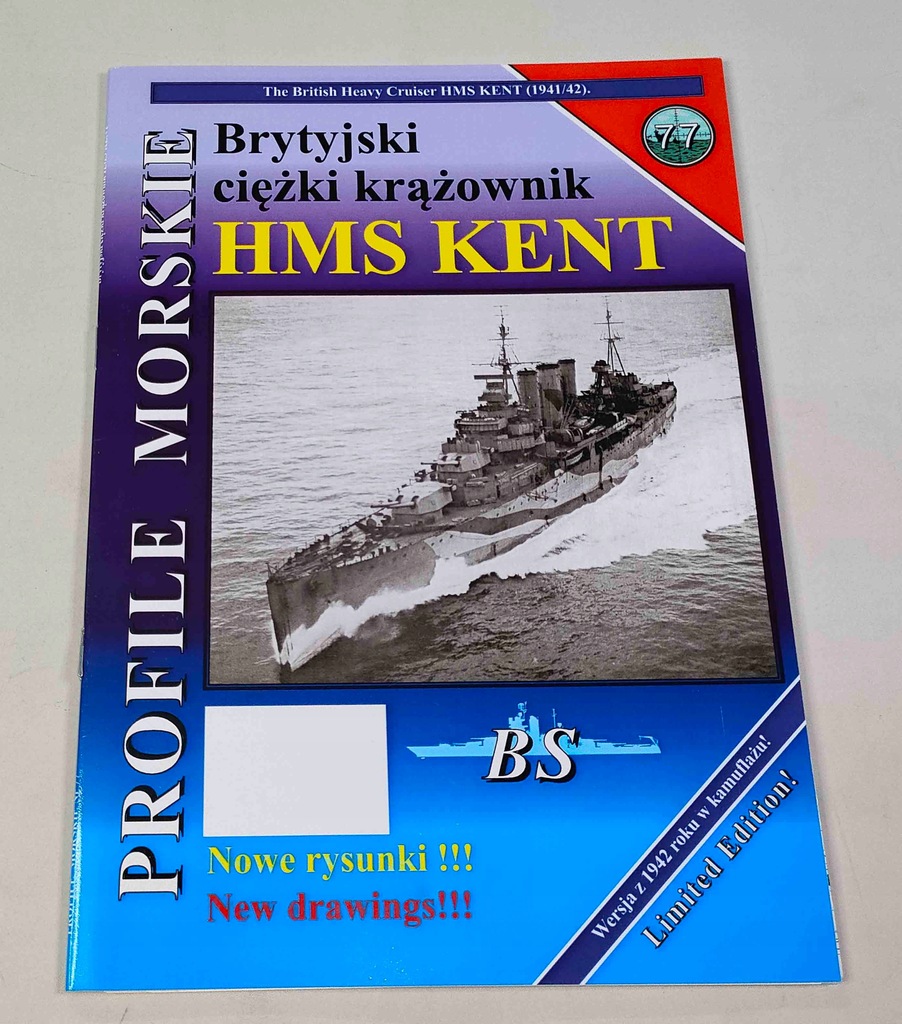 The British Heavy Cruiser HMS KENT (1941/42).
77
Brytyjski
ciężki krążownik
HMS KENT
PROFILE MORSKIE
BS
Nowe rysunki !!!
New drawings!!!
Wersja z 1942 roku w kamuflażu!
Limited Edition!